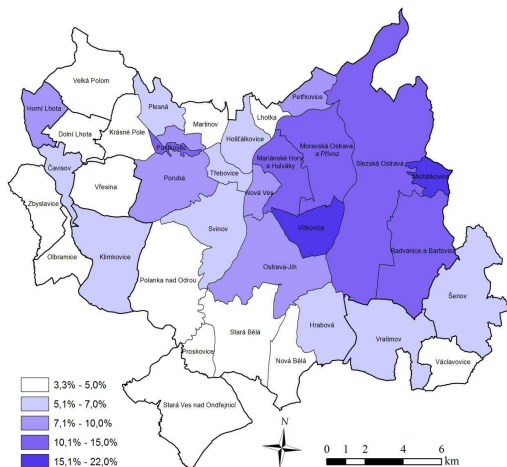 Velká Polom
Horní Lhota
Plesná
Martinov
Lhotka
Petřkovice
Dolní Lhota
Krásné Pole
Hošťálkovice
Pustkovec
Moravská Ostrava
a Přívoz
Mariánské Hory
a Hulváky
Slezská Ostrava
Michálkovice
Čavisov
Třebovice
Zbyslavice
Vřesina
Poruba
Nová Ves
Vítkovice
Radvanice a Bartovice
Svinov
Olbramice
Klimkovice
Ostrava-Jih
Polanka nad Odrou
Šenov
Stará Bělá
Hrabová
Vratimov
Proskovice
Nová Bělá
Václavovice
Stará Ves nad Ondřejnicí
3,3% - 5,0%
5,1% - 7,0%
7,1% - 10,0%
10,1% - 15,0%
15,1% - 22,0%
N
0 1 2 4 6
km